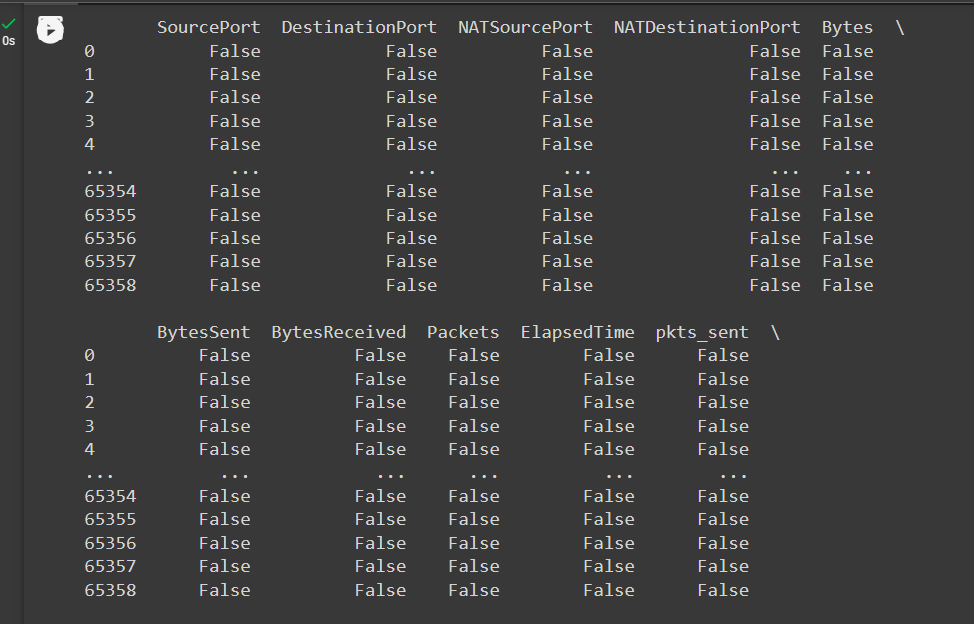 0s
SourcePort DestinationPort NATSourcePort NATDestinationPort Bytes \
0 False False False False False
1 False False False False False
2 False False False False False
3 False False False False False
4 False False False False False
... ... ... ... ... ...
65354 False False False False False
65355 False False False False False
65356 False False False False False
65357 False False False False False
65358 False False False False False
BytesSent BytesReceived Packets ElapsedTime pkts_sent \
0 False False False False False
1 False False False False False
2 False False False False False
3 False False False False False
4 False False False False False
... ... ... ... ... ...
65354 False False False False False
65355 False False False False False
65356 False False False False False
65357 False False False False False
65358 False False False False False